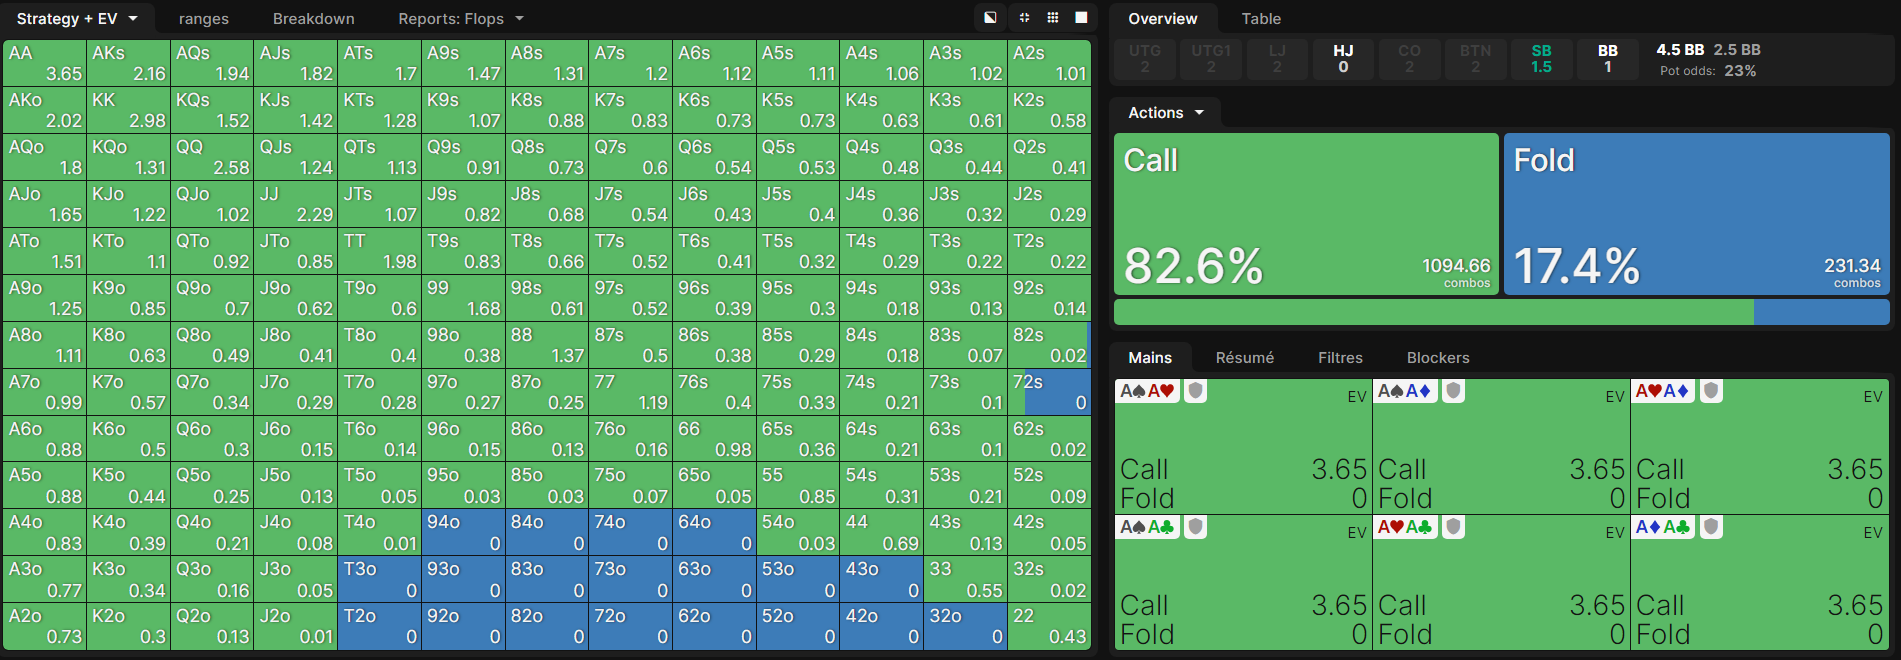 Strategy + EV ranges Breakdown Reports: Flops
AA AKs AQs AJs ATs A9s A8s A7s A6s A5s A4s A3s A2s
3.65 2.16 1.94 1.82 1.7 1.47 1.31 1.2 1.12 1.11 1.06 1.02 1.01
AKo KK KQs KJs KTs K9s K8s K7s K6s K5s K4s K3s K2s
2.02 2.98 1.52 1.42 1.28 1.07 0.88 0.83 0.73 0.73 0.63 0.61 0.58
AQo KQo QQ QJs QTs Q9s Q8s Q7s Q6s Q5s Q4s Q3s Q2s
1.8 1.31 2.58 1.24 1.13 0.91 0.73 0.6 0.54 0.53 0.48 0.44 0.41
AJo KJo QJo JJ JTs J9s J8s J7s J6s J5s J4s J3s J2s
1.65 1.22 1.02 2.29 1.07 0.82 0.68 0.54 0.43 0.4 0.36 0.32 0.29
ATo KTo QTo JTo TT T9s T8s T7s T6s T5s T4s T3s T2s
1.51 1.1 0.92 0.85 1.98 0.83 0.66 0.52 0.41 0.32 0.29 0.22 0.22
A9o K9o Q9o J9o T9o 99 98s 97s 96s 95s 94s 93s 92s
1.25 0.85 0.7 0.62 0.6 1.68 0.61 0.52 0.39 0.3 0.18 0.13 0.14
A8o K8o Q8o J8o T8o 98o 88 87s 86s 85s 84s 83s 82s
1.11 0.63 0.49 0.41 0.4 0.38 1.37 0.5 0.38 0.29 0.18 0.07 0.02
A7o K7o Q7o J7o T7o 97o 87o 77 76s 75s 74s 73s 72s
0.99 0.57 0.34 0.29 0.28 0.27 0.25 1.19 0.4 0.33 0.21 0.1 0
A6o K6o Q6o J6o T6o 96o 86o 76o 66 65s 64s 63s 62s
0.88 0.5 0.3 0.15 0.14 0.15 0.13 0.16 0.98 0.36 0.21 0.1 0.02
A5o K5o Q5o J5o T5o 95o 85o 75o 65o 55 54s 53s 52s
0.88 0.44 0.25 0.13 0.05 0.03 0.03 0.07 0.05 0.85 0.31 0.21 0.09
A4o K4o Q4o J4o T4o 94o 84o 74o 64o 54o 44 43s 42s
0.83 0.39 0.21 0.08 0.01 0 0 0 0 0.03 0.69 0.13 0.05
A3o K3o Q3o J3o T3o 93o 83o 73o 63o 53o 43o 33 32s
0.77 0.34 0.16 0.05 0 0 0 0 0 0 0 0.55 0.02
A2o K2o Q2o J2o T2o 92o 82o 72o 62o 52o 42o 32o 22
0.73 0.3 0.13 0.01 0 0 0 0 0 0 0 0 0.43
Overview Table
UTG UTG1 LJ HJ CO BTN SB BB 4.5 BB 2.5 BB
2 2 2 0 2 2 1.5 1 Pot odds: 23%
Actions
Call Fold
82.6% 1094.66 combos 17.4% 231.34 combos
Mains Résumé Filtres Blockers
A♠A♥ EV A♠A♦ EV A♥A♦ EV
Call 3.65 Call 3.65 Call 3.65
Fold 0 Fold 0 Fold 0
A♠A♣ EV A♥A♣ EV A♦A♣ EV
Call 3.65 Call 3.65 Call 3.65
Fold 0 Fold 0 Fold 0